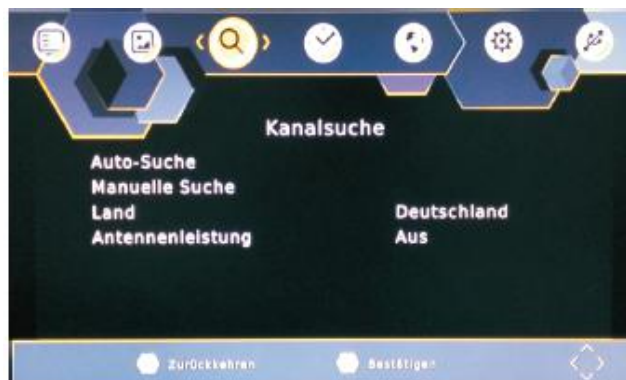 Kanalsuche
Auto-Suche
Manuelle Suche
Land Deutschland
Antennenleistung Aus
Zurückkehren Bestätigen